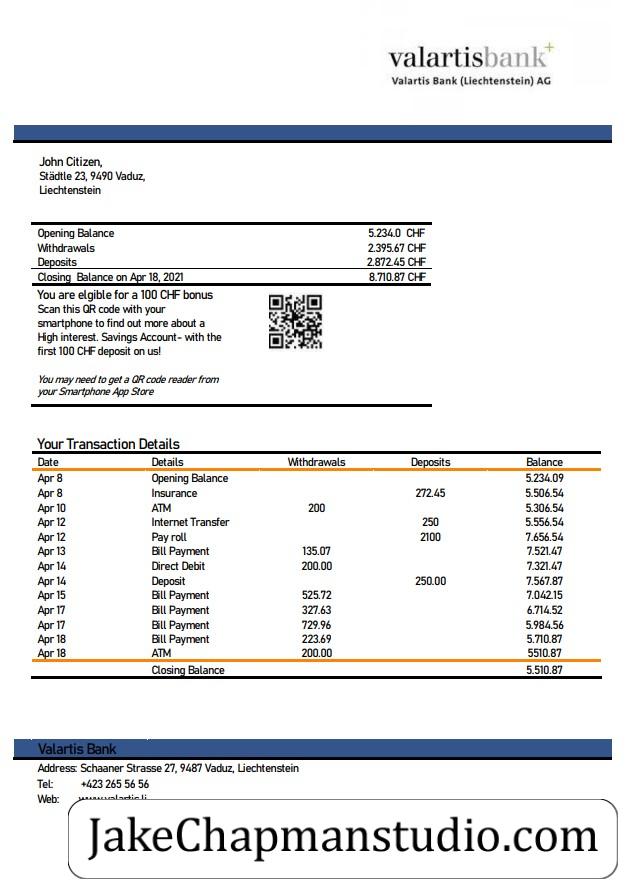 valartisbank+
Valartis Bank (Liechtenstein) AG
John Citizen,
Städtle 23, 9490 Vaduz,
Liechtenstein
Opening Balance 5.234.0 CHF
Withdrawals 2.395.67 CHF
Deposits 2.872.45 CHF
Closing Balance on Apr 18, 2021 8.710.87 CHF
You are elgible for a 100 CHF bonus
Scan this QR code with your
smartphone to find out more about a
High interest. Savings Account- with the
first 100 CHF deposit on us!
You may need to get a QR code reader from
your Smartphone App Store
Your Transaction Details
Date Details Withdrawals Deposits Balance
Apr 8 Opening Balance 5.234.09
Apr 8 Insurance 272.45 5.506.54
Apr 10 ATM 200 5.306.54
Apr 12 Internet Transfer 250 5.556.54
Apr 12 Pay roll 2100 7.656.54
Apr 13 Bill Payment 135.07 7.521.47
Apr 14 Direct Debit 200.00 7.321.47
Apr 14 Deposit 250.00 7.567.87
Apr 15 Bill Payment 525.72 7.042.15
Apr 17 Bill Payment 327.63 6.714.52
Apr 17 Bill Payment 729.96 5.984.56
Apr 18 Bill Payment 223.69 5.710.87
Apr 18 ATM 200.00 5510.87
Closing Balance 5.510.87
Valartis Bank
Address: Schaaner Strasse 27, 9487 Vaduz, Liechtenstein
Tel: +423 265 56 56
Web: www.valartis.li
JakeChapmanstudio.com